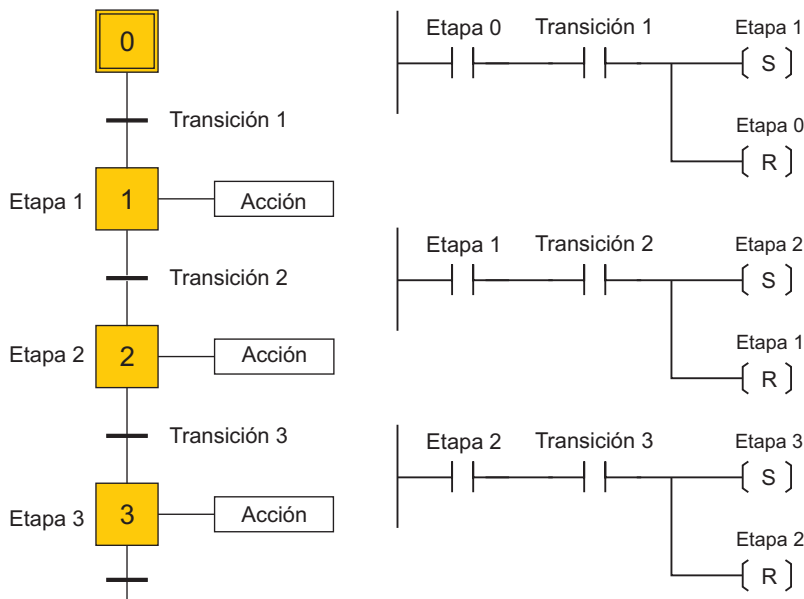 0
Transición 1
Etapa 1
1
Acción
Transición 2
Etapa 2
2
Acción
Transición 3
Etapa 3
3
Acción
Etapa 0
Transición 1
Etapa 1
S
Etapa 0
R
Etapa 1
Transición 2
Etapa 2
S
Etapa 1
R
Etapa 2
Transición 3
Etapa 3
S
Etapa 2
R